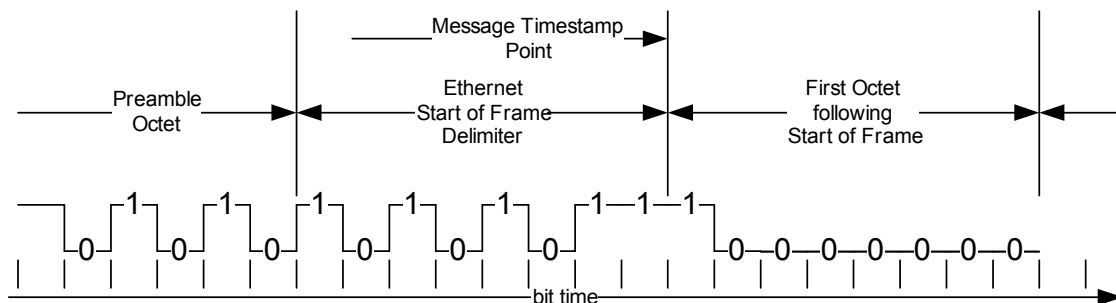 Message Timestamp
Point
Preamble
Octet
Ethernet
Start of Frame
Delimiter
First Octet
following
Start of Frame
0 1 0 1 0 1 0 1 0 1 0 1 1 1 0 0 0 0 0 0 0
bit time